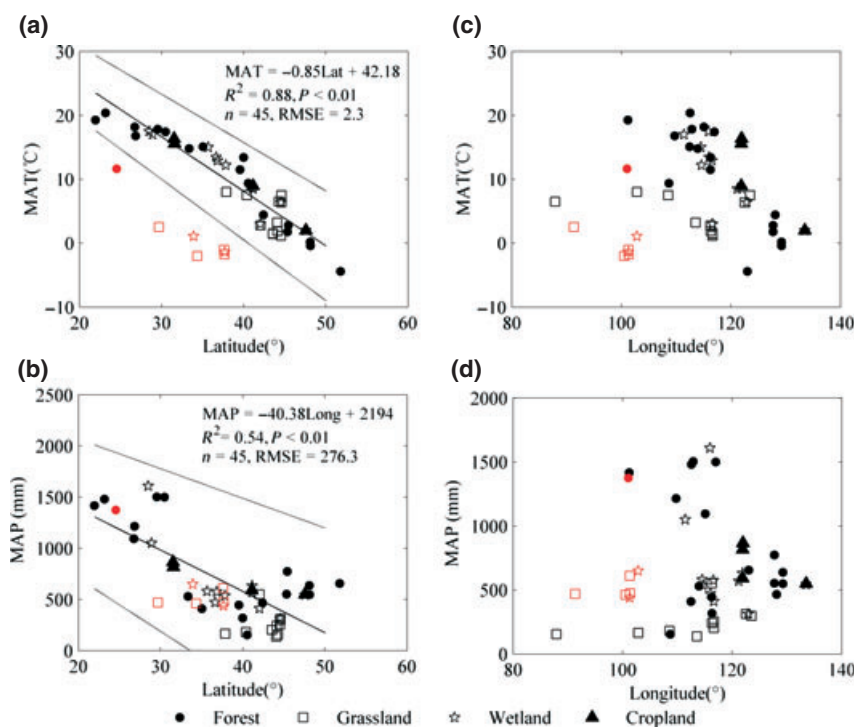 (a)
30
20
10
0
−10
20
30
40
50
60
MAT(℃)
Latitude(°)
MAT = −0.85Lat + 42.18
R² = 0.88, P < 0.01
n = 45, RMSE = 2.3
(c)
30
20
10
0
−10
80
100
120
140
MAT(℃)
Longitude(°)
(b)
2500
2000
1500
1000
500
0
20
30
40
50
60
MAP (mm)
Latitude(°)
MAP = −40.38Long + 2194
R² = 0.54, P < 0.01
n = 45, RMSE = 276.3
(d)
2000
1500
1000
500
0
80
100
120
140
MAP (mm)
Longitude(°)
Forest Grassland Wetland Cropland